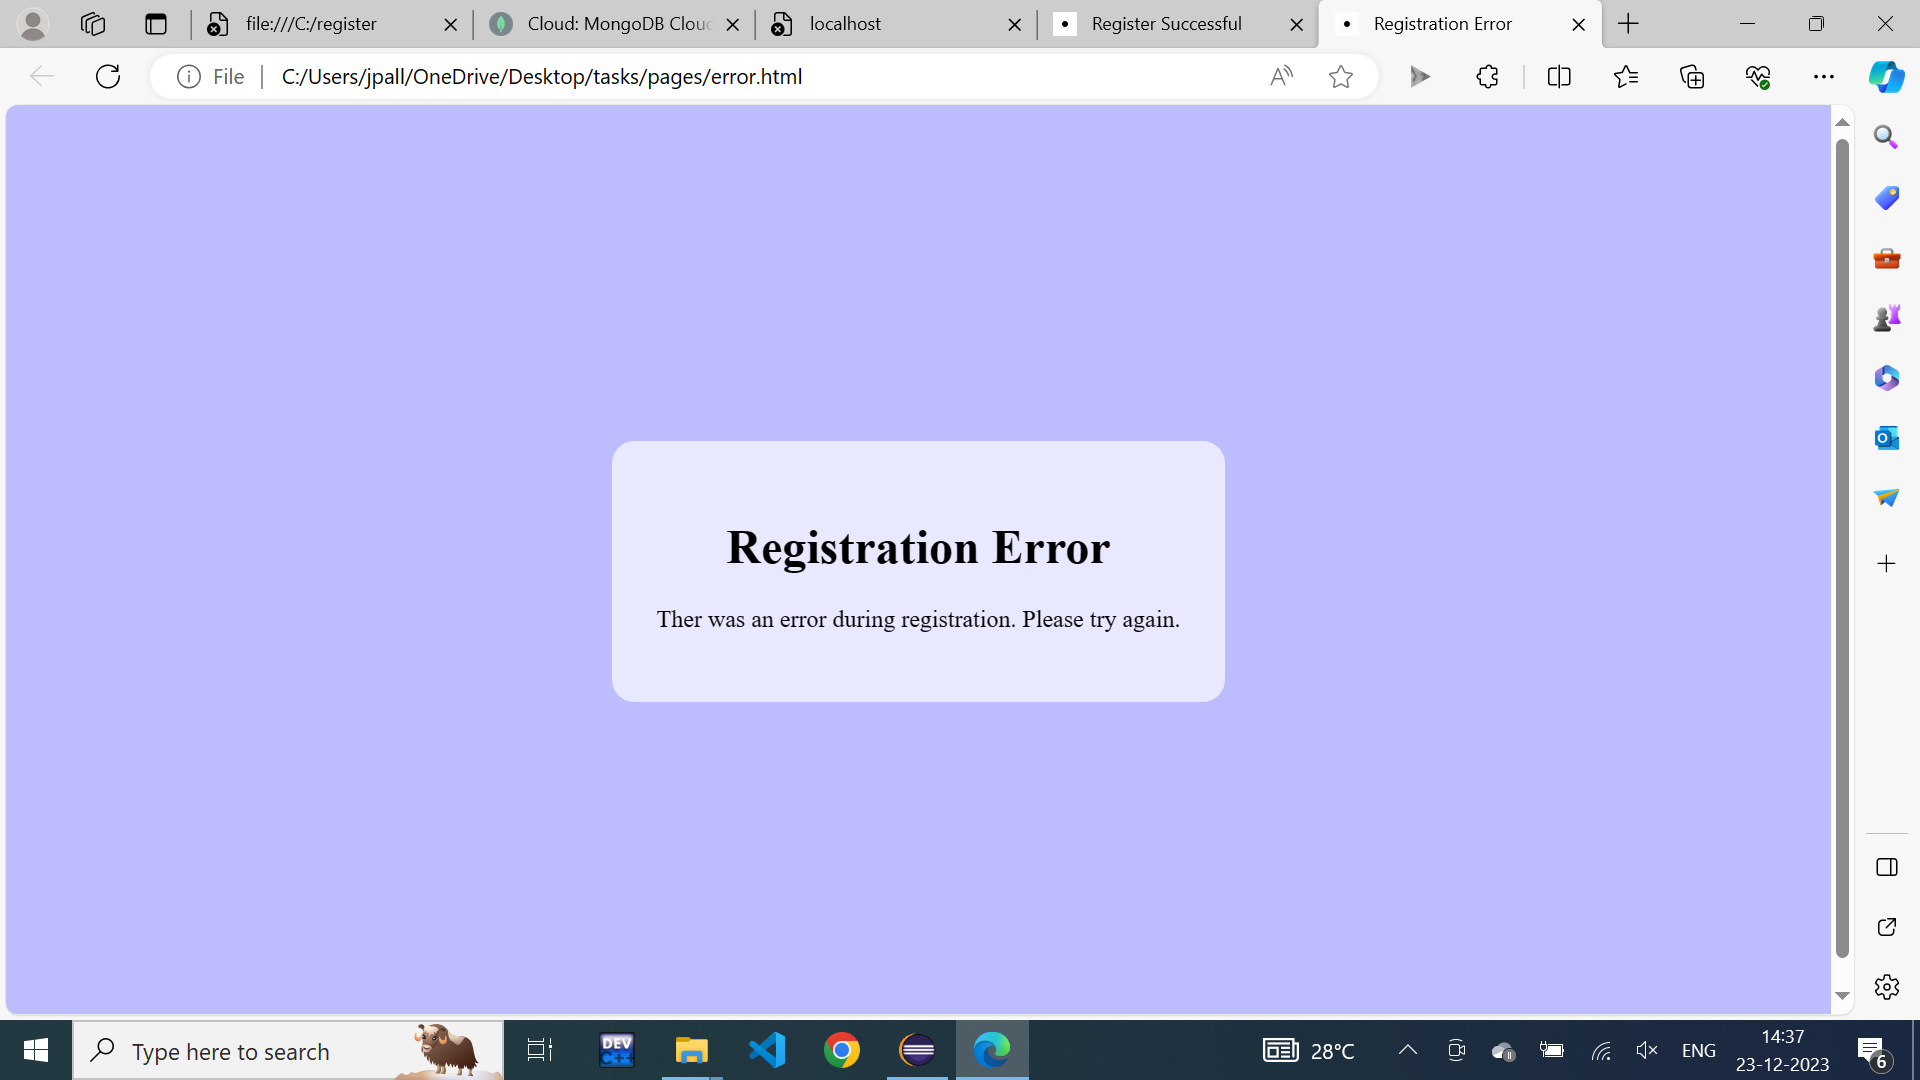 file:///C:/register
Cloud: MongoDB Cloud
localhost
Register Successful
Registration Error
File
C:/Users/jpall/OneDrive/Desktop/tasks/pages/error.html
Registration Error
Ther was an error during registration. Please try again.
Type here to search
DEV
C++
28°C
ENG
14:37
23-12-2023
6